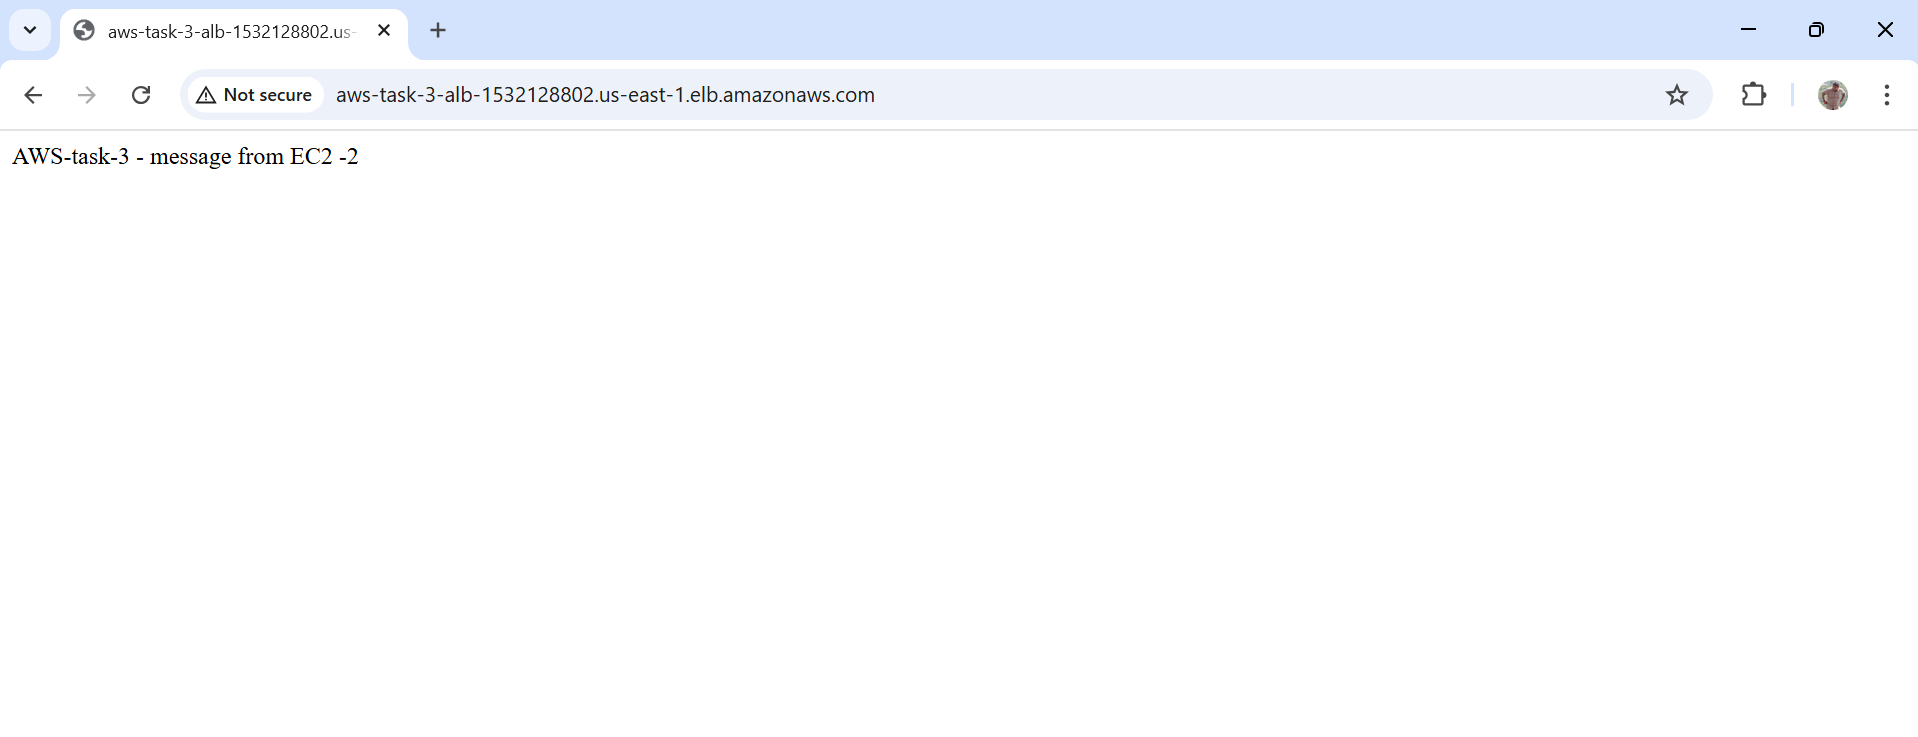 aws-task-3-alb-1532128802.us-
Not secure
aws-task-3-alb-1532128802.us-east-1.elb.amazonaws.com
AWS-task-3 - message from EC2 -2